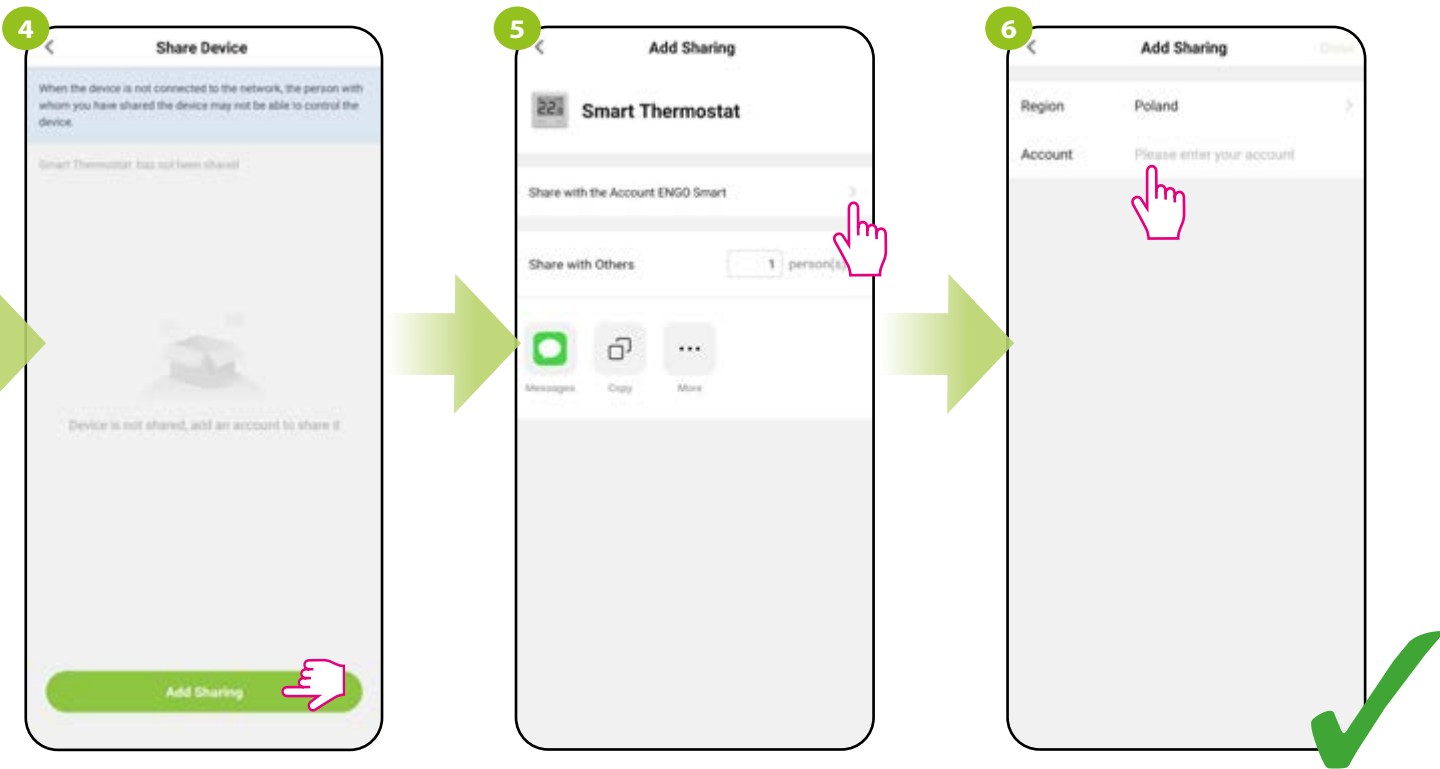 4
Share Device
When the device is not connected to the network, the person with
whom you have shared the device may not be able to control the
device.
Smart Thermostat has not been shared
Device is not shared, add an account to share it
Add Sharing
5
Add Sharing
22
Smart Thermostat
Share with the Account ENGO Smart
Share with Others 1 person(s)
Messages Copy More
6
Add Sharing Done
Region Poland
Account Please enter your account